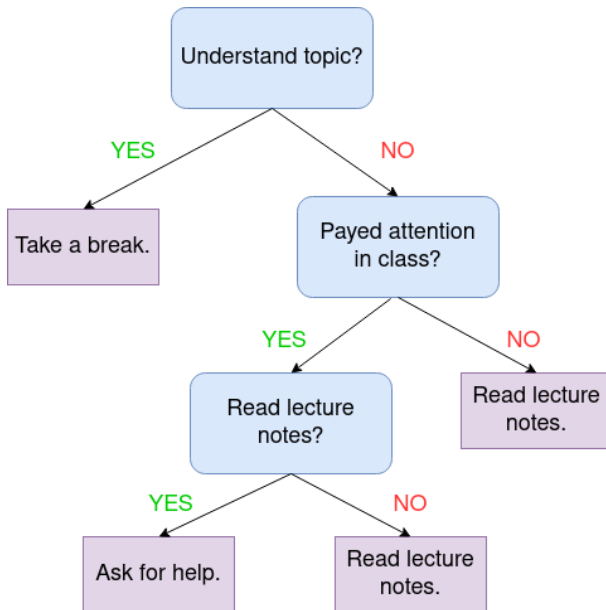 Understand topic?
YES
NO
Take a break.
Payed attention
in class?
YES
NO
Read lecture
notes?
Read lecture
notes.
YES
NO
Ask for help.
Read lecture
notes.